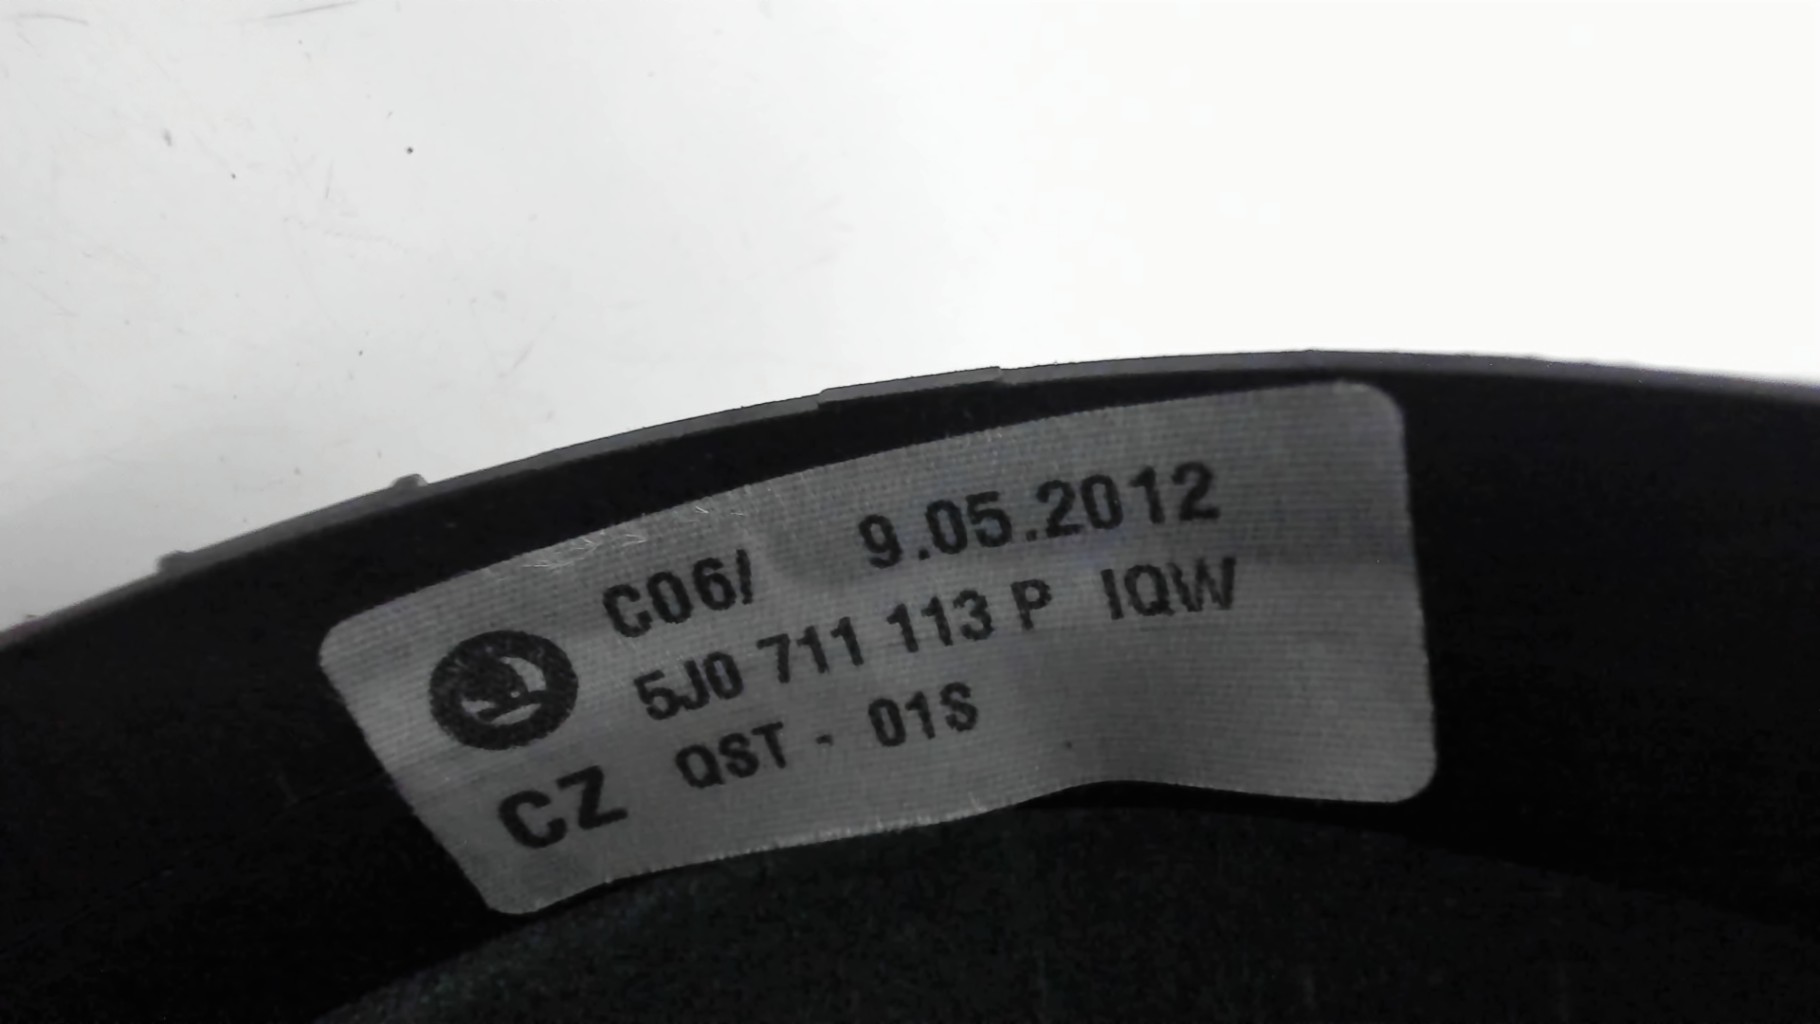 C06/ 9.05.2012
5J0 711 113 P IQW
CZ QST - 01S